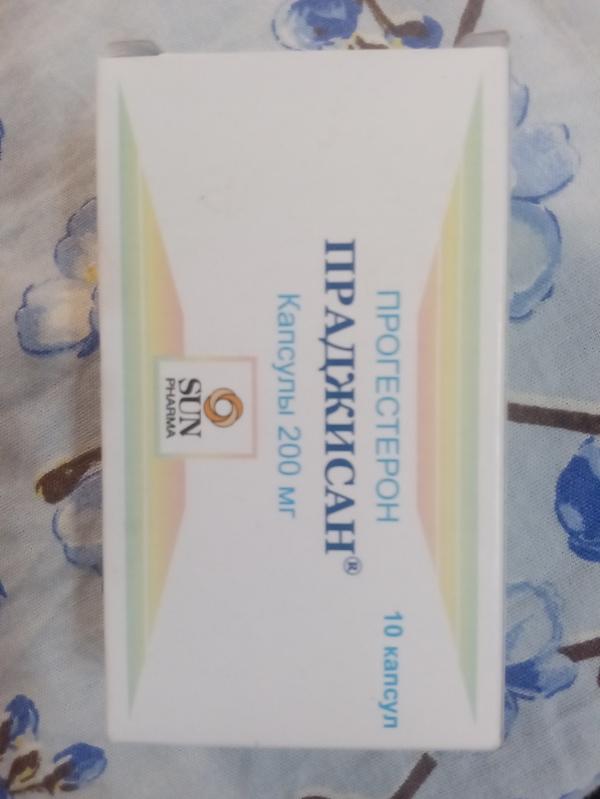 10 капсул
ПРОГЕСТЕРОН
ПРАДЖИСАН®
Капсулы 200 мг
SUN
PHARMA